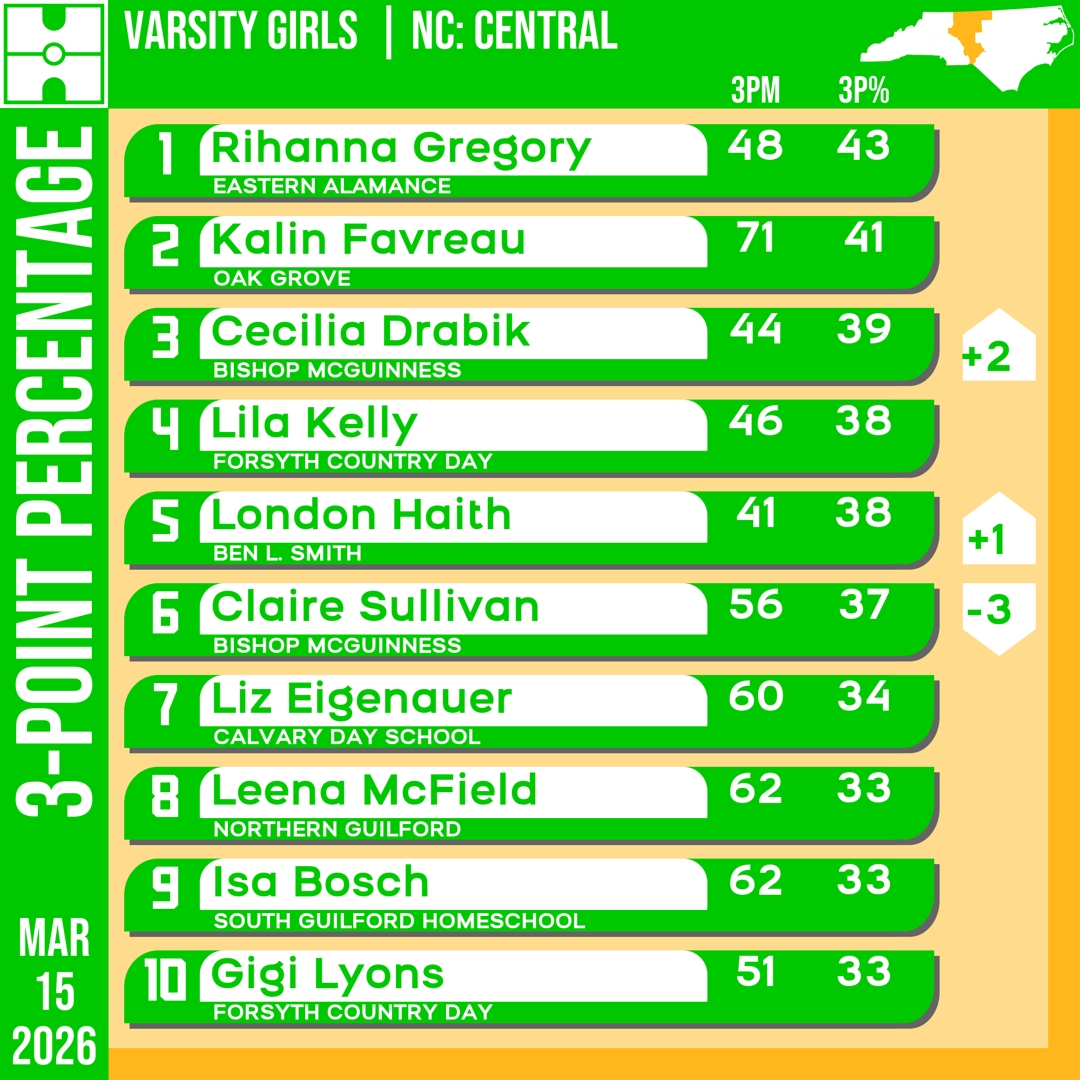 VARSITY GIRLS | NC: CENTRAL
3PM 3P%
3-POINT PERCENTAGE
MAR
15
2026
1 Rihanna Gregory 48 43
EASTERN ALAMANCE
2 Kalin Favreau 71 41
OAK GROVE
3 Cecilia Drabik 44 39 +2
BISHOP MCGUINNESS
4 Lila Kelly 46 38
FORSYTH COUNTRY DAY
5 London Haith 41 38 +1
BEN L. SMITH
6 Claire Sullivan 56 37 -3
BISHOP MCGUINNESS
7 Liz Eigenauer 60 34
CALVARY DAY SCHOOL
8 Leena McField 62 33
NORTHERN GUILFORD
9 Isa Bosch 62 33
SOUTH GUILFORD HOMESCHOOL
10 Gigi Lyons 51 33
FORSYTH COUNTRY DAY